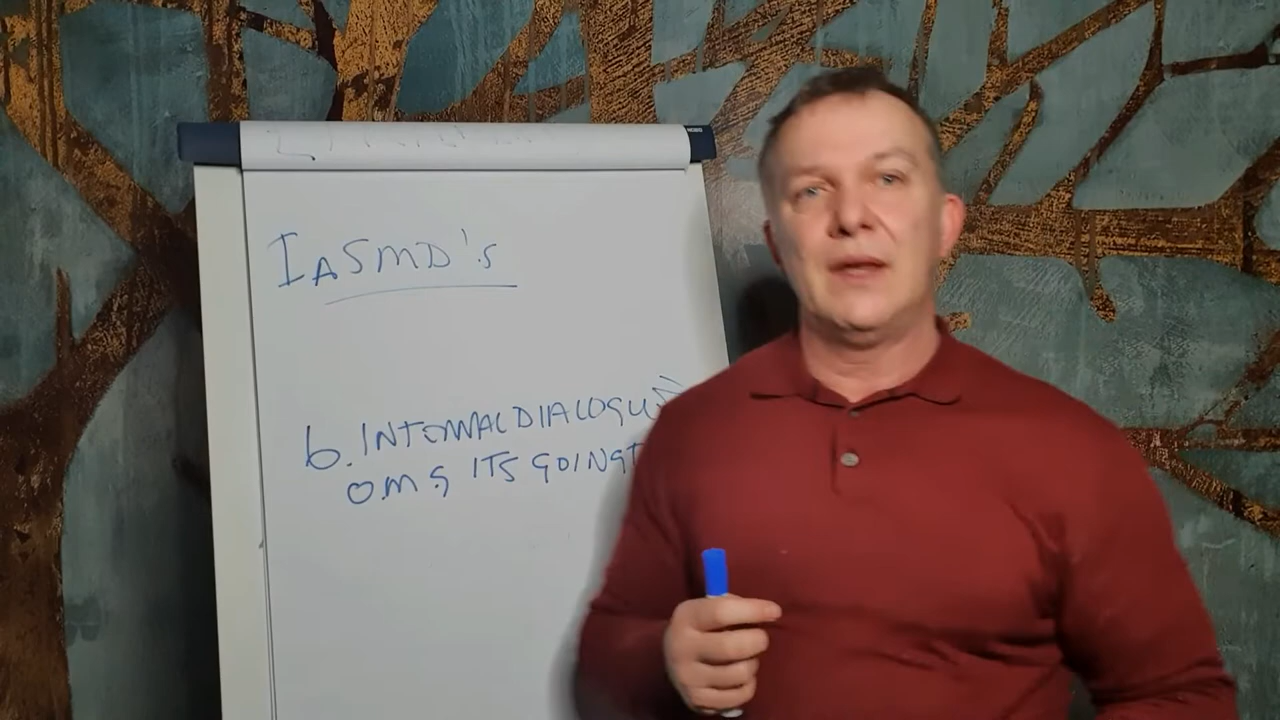 IASMD's
6. INTERNAL DIALOGUE
OMG ITS GOING T